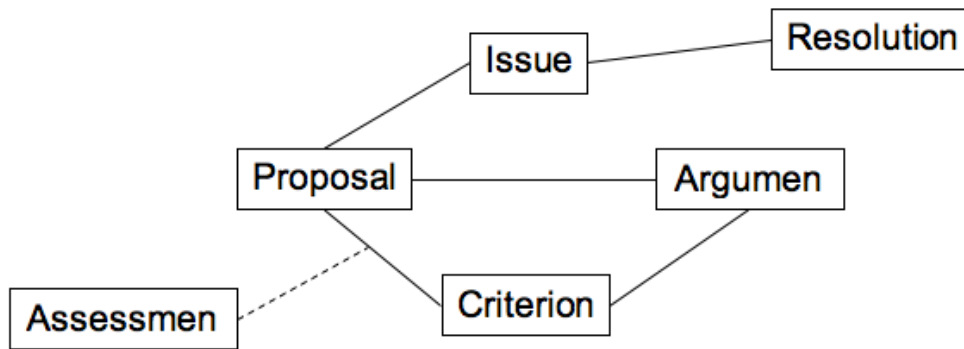 Resolution
Issue
Proposal
Argumen
Criterion
Assessmen